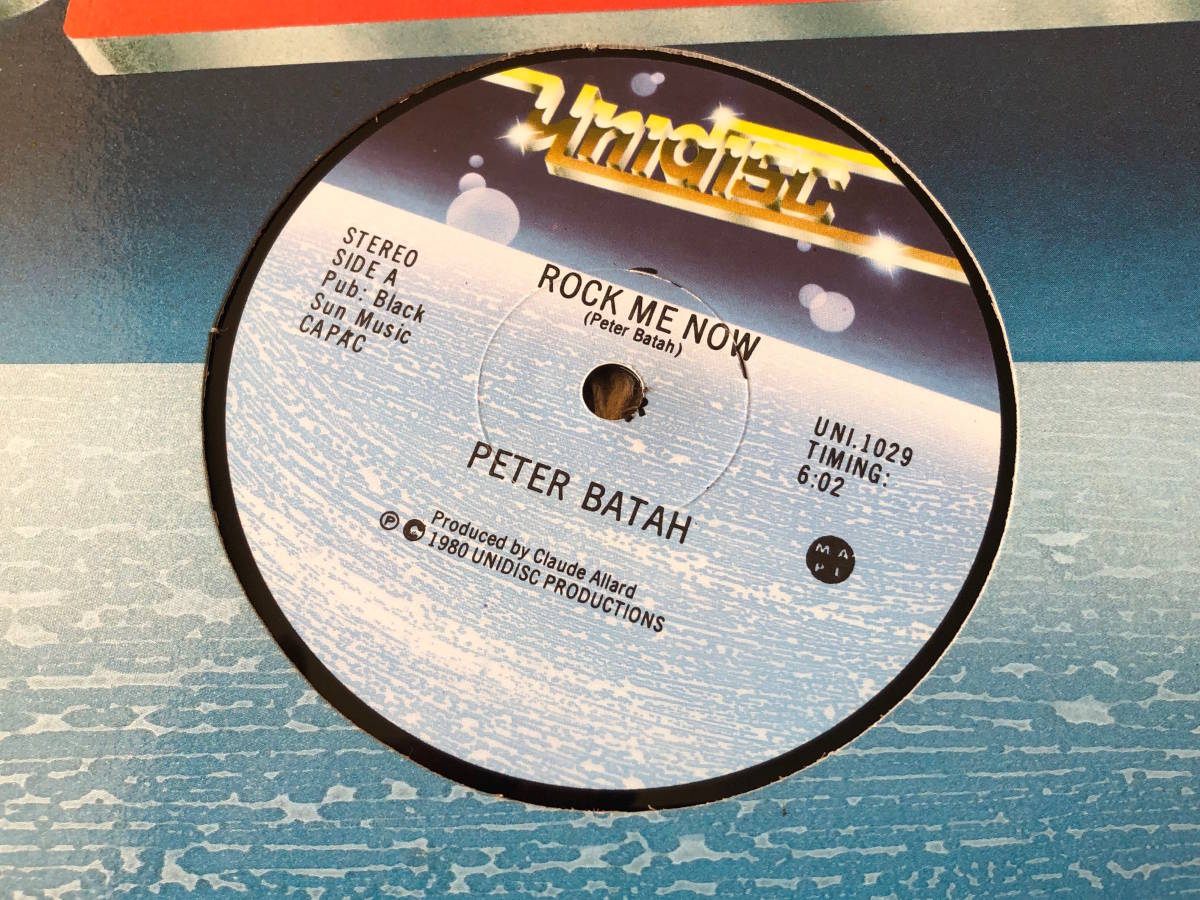 Unidisc
STEREO
SIDE A
Pub: Black
Sun Music
CAPAC
ROCK ME NOW
(Peter Batah)
UNI.1029
TIMING:
6:02
PETER BATAH
Produced by Claude Allard
℗ © 1980 UNIDISC PRODUCTIONS
MA
PI